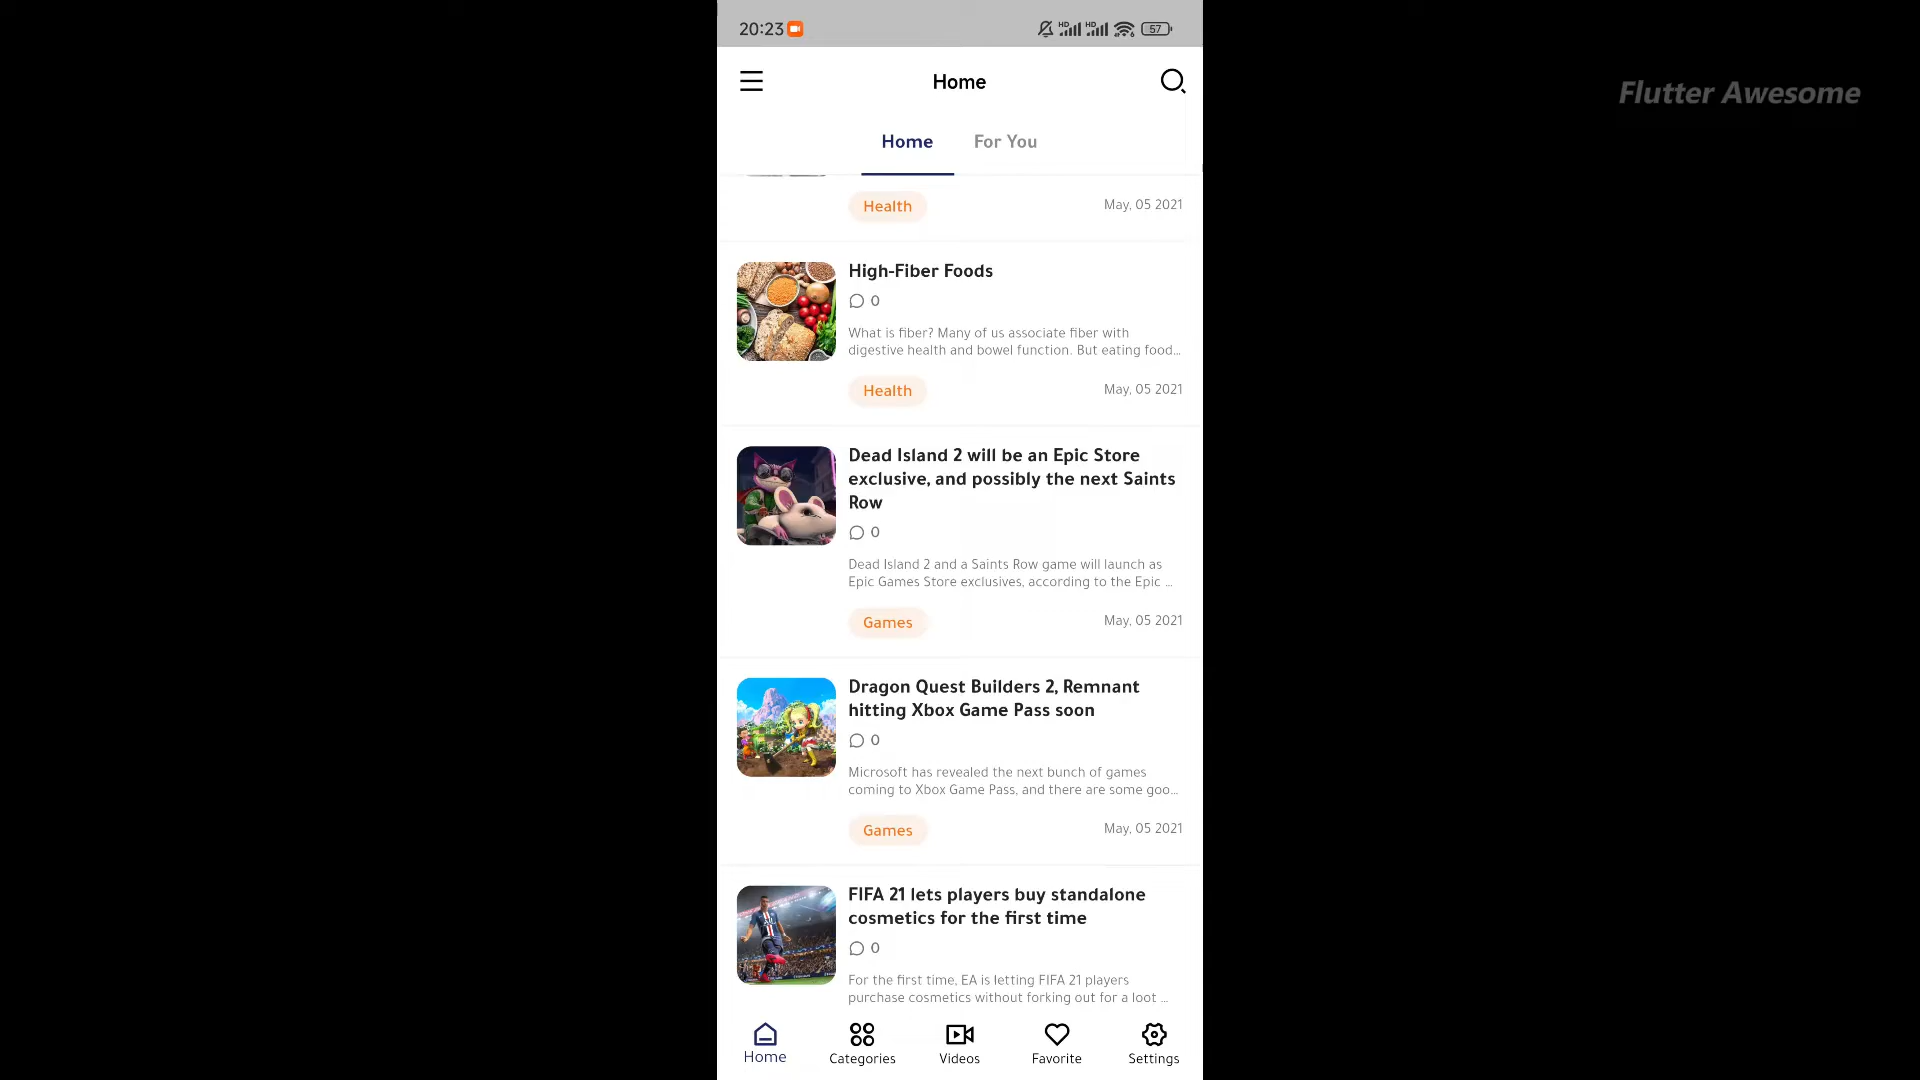 20:23
HD HD 57
Flutter Awesome
Home
Home For You
Health May, 05 2021
High-Fiber Foods
0
What is fiber? Many of us associate fiber with
digestive health and bowel function. But eating food...
Health May, 05 2021
Dead Island 2 will be an Epic Store
exclusive, and possibly the next Saints
Row
0
Dead Island 2 and a Saints Row game will launch as
Epic Games Store exclusives, according to the Epic ...
Games May, 05 2021
Dragon Quest Builders 2, Remnant
hitting Xbox Game Pass soon
0
Microsoft has revealed the next bunch of games
coming to Xbox Game Pass, and there are some goo...
Games May, 05 2021
FIFA 21 lets players buy standalone
cosmetics for the first time
0
For the first time, EA is letting FIFA 21 players
purchase cosmetics without forking out for a loot ...
Home Categories Videos Favorite Settings